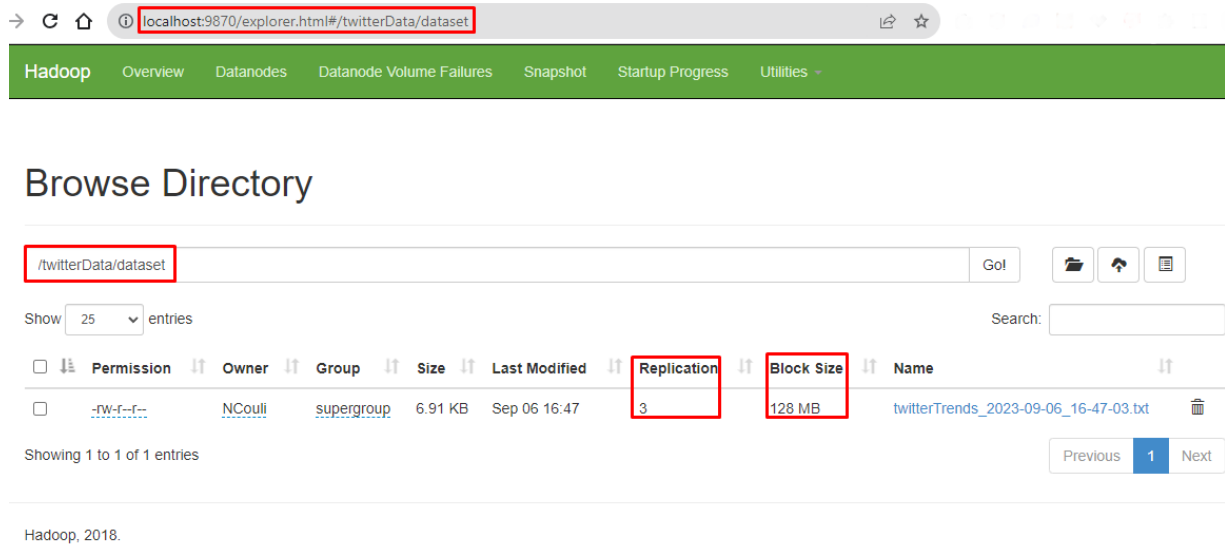 localhost:9870/explorer.html#/twitterData/dataset
Hadoop Overview Datanodes Datanode Volume Failures Snapshot Startup Progress Utilities
Browse Directory
/twitterData/dataset Go!
Show 25 entries Search:
Permission Owner Group Size Last Modified Replication Block Size Name
-rw-r--r-- NCouli supergroup 6.91 KB Sep 06 16:47 3 128 MB twitterTrends_2023-09-06_16-47-03.txt
Showing 1 to 1 of 1 entries Previous 1 Next
Hadoop, 2018.